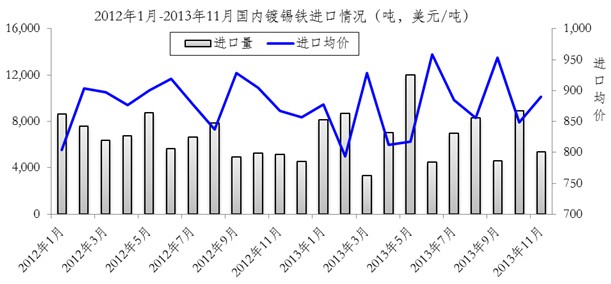 2012年1月-2013年11月国内镀锡铁进口情况（吨，美元/吨）
进口量
进口均价
16,000
12,000
8,000
4,000
0
1,000
950
900
850
800
750
700
进口均价
2012年1月
2012年3月
2012年5月
2012年7月
2012年9月
2012年11月
2013年1月
2013年3月
2013年5月
2013年7月
2013年9月
2013年11月